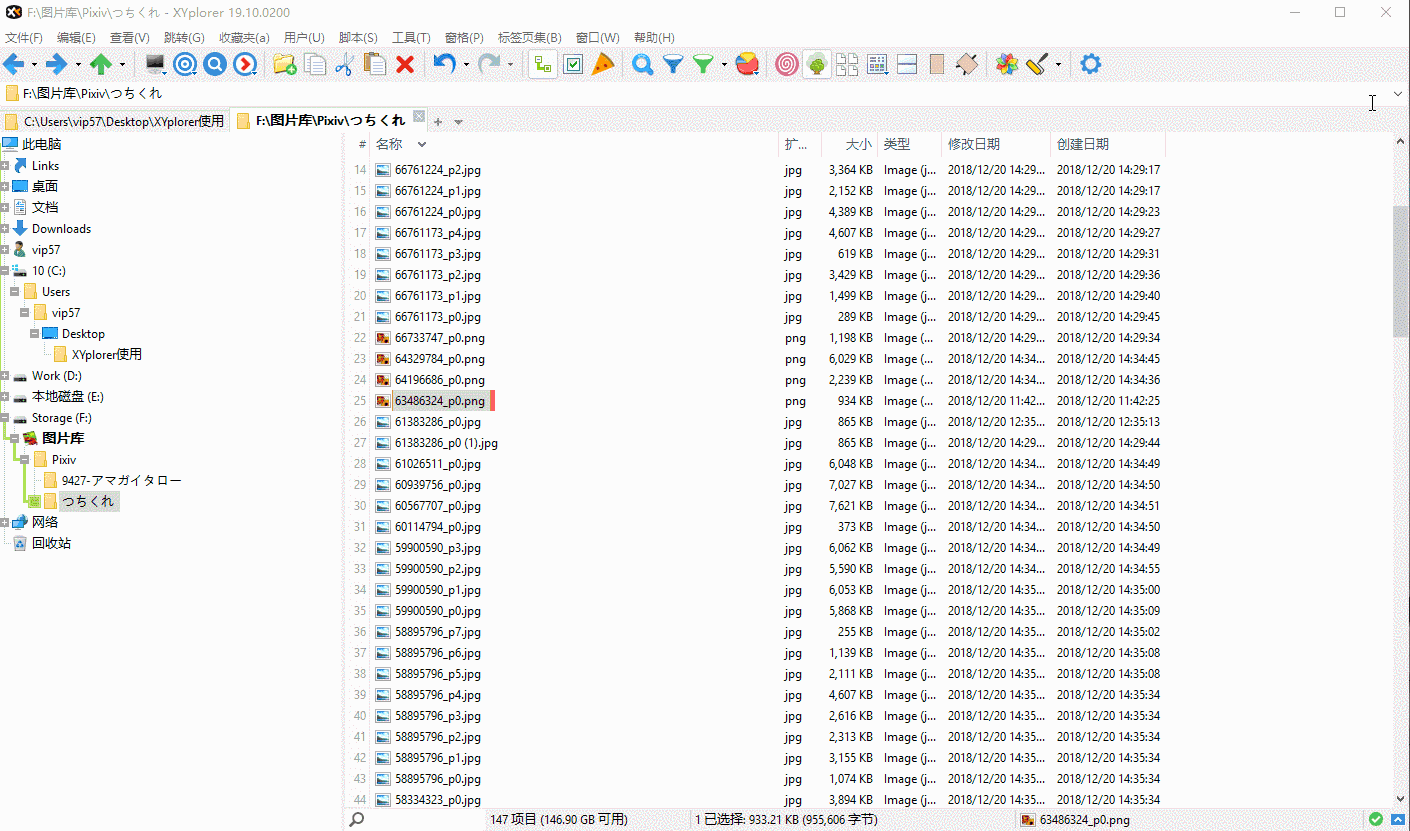 F:\图片库\Pixiv\つちくれ - XYplorer 19.10.0200
文件(F) 编辑(E) 查看(V) 跳转(G) 收藏夹(a) 用户(U) 脚本(S) 工具(T) 窗格(P) 标签页集(B) 窗口(W) 帮助(H)
F:\图片库\Pixiv\つちくれ
C:\Users\vip57\Desktop\XYplorer使用 F:\图片库\Pixiv\つちくれ
此电脑
Links
桌面
文档
Downloads
vip57
10 (C:)
Users
vip57
Desktop
XYplorer使用
Work (D:)
本地磁盘 (E:)
Storage (F:)
图片库
Pixiv
9427-アマガイタロー
つちくれ
网络
回收站
# 名称 扩... 大小 类型 修改日期 创建日期
14 66761224_p2.jpg jpg 3,364 KB Image (j... 2018/12/20 14:29... 2018/12/20 14:29:17
15 66761224_p1.jpg jpg 2,152 KB Image (j... 2018/12/20 14:29... 2018/12/20 14:29:17
16 66761224_p0.jpg jpg 4,389 KB Image (j... 2018/12/20 14:29... 2018/12/20 14:29:23
17 66761173_p4.jpg jpg 4,607 KB Image (j... 2018/12/20 14:29... 2018/12/20 14:29:27
18 66761173_p3.jpg jpg 619 KB Image (j... 2018/12/20 14:29... 2018/12/20 14:29:31
19 66761173_p2.jpg jpg 3,429 KB Image (j... 2018/12/20 14:29... 2018/12/20 14:29:36
20 66761173_p1.jpg jpg 1,499 KB Image (j... 2018/12/20 14:29... 2018/12/20 14:29:40
21 66761173_p0.jpg jpg 289 KB Image (j... 2018/12/20 14:29... 2018/12/20 14:29:45
22 66733747_p0.png png 1,198 KB Image (j... 2018/12/20 14:29... 2018/12/20 14:29:34
23 64329784_p0.png png 6,029 KB Image (j... 2018/12/20 14:34... 2018/12/20 14:34:45
24 64196686_p0.png png 2,239 KB Image (j... 2018/12/20 14:34... 2018/12/20 14:34:36
25 63486324_p0.png png 934 KB Image (j... 2018/12/20 11:42... 2018/12/20 11:42:25
26 61383286_p0.jpg jpg 865 KB Image (j... 2018/12/20 12:35... 2018/12/20 12:35:13
27 61383286_p0 (1).jpg jpg 865 KB Image (j... 2018/12/20 14:29... 2018/12/20 14:29:44
28 61026511_p0.jpg jpg 6,048 KB Image (j... 2018/12/20 14:34... 2018/12/20 14:34:49
29 60939756_p0.jpg jpg 7,027 KB Image (j... 2018/12/20 14:34... 2018/12/20 14:34:50
30 60567707_p0.jpg jpg 7,621 KB Image (j... 2018/12/20 14:34... 2018/12/20 14:34:51
31 60114794_p0.jpg jpg 373 KB Image (j... 2018/12/20 14:34... 2018/12/20 14:34:50
32 59900590_p3.jpg jpg 6,062 KB Image (j... 2018/12/20 14:34... 2018/12/20 14:34:49
33 59900590_p2.jpg jpg 5,590 KB Image (j... 2018/12/20 14:34... 2018/12/20 14:34:55
34 59900590_p1.jpg jpg 6,053 KB Image (j... 2018/12/20 14:35... 2018/12/20 14:35:00
35 59900590_p0.jpg jpg 5,868 KB Image (j... 2018/12/20 14:35... 2018/12/20 14:35:09
36 58895796_p7.jpg jpg 255 KB Image (j... 2018/12/20 14:35... 2018/12/20 14:35:02
37 58895796_p6.jpg jpg 1,139 KB Image (j... 2018/12/20 14:35... 2018/12/20 14:35:08
38 58895796_p5.jpg jpg 2,111 KB Image (j... 2018/12/20 14:35... 2018/12/20 14:35:08
39 58895796_p4.jpg jpg 4,607 KB Image (j... 2018/12/20 14:35... 2018/12/20 14:35:34
40 58895796_p3.jpg jpg 2,616 KB Image (j... 2018/12/20 14:35... 2018/12/20 14:35:34
41 58895796_p2.jpg jpg 2,313 KB Image (j... 2018/12/20 14:35... 2018/12/20 14:35:34
42 58895796_p1.jpg jpg 3,155 KB Image (j... 2018/12/20 14:35... 2018/12/20 14:35:34
43 58895796_p0.jpg jpg 1,074 KB Image (j... 2018/12/20 14:35... 2018/12/20 14:35:34
44 58334323_p0.jpg jpg 3,894 KB Image (j... 2018/12/20 14:35... 2018/12/20 14:35:34
147 项目 (146.90 GB 可用) 1 已选择: 933.21 KB (955,606 字节) 63486324_p0.png